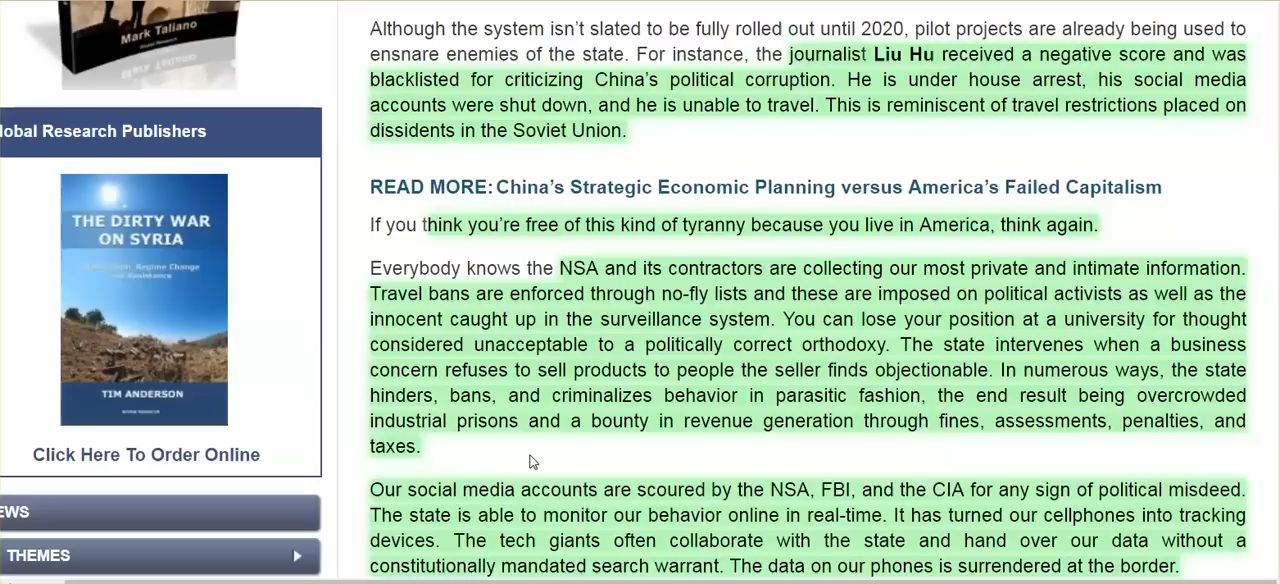 Mark Taliano
lobal Research Publishers
THE DIRTY WAR
ON SYRIA
Regime Change
TIM ANDERSON
Click Here To Order Online
EWS
THEMES
Although the system isn’t slated to be fully rolled out until 2020, pilot projects are already being used to
ensnare enemies of the state. For instance, the journalist Liu Hu received a negative score and was
blacklisted for criticizing China’s political corruption. He is under house arrest, his social media
accounts were shut down, and he is unable to travel. This is reminiscent of travel restrictions placed on
dissidents in the Soviet Union.
READ MORE: China’s Strategic Economic Planning versus America’s Failed Capitalism
If you think you’re free of this kind of tyranny because you live in America, think again.
Everybody knows the NSA and its contractors are collecting our most private and intimate information.
Travel bans are enforced through no-fly lists and these are imposed on political activists as well as the
innocent caught up in the surveillance system. You can lose your position at a university for thought
considered unacceptable to a politically correct orthodoxy. The state intervenes when a business
concern refuses to sell products to people the seller finds objectionable. In numerous ways, the state
hinders, bans, and criminalizes behavior in parasitic fashion, the end result being overcrowded
industrial prisons and a bounty in revenue generation through fines, assessments, penalties, and
taxes.
Our social media accounts are scoured by the NSA, FBI, and the CIA for any sign of political misdeed.
The state is able to monitor our behavior online in real-time. It has turned our cellphones into tracking
devices. The tech giants often collaborate with the state and hand over our data without a
constitutionally mandated search warrant. The data on our phones is surrendered at the border.